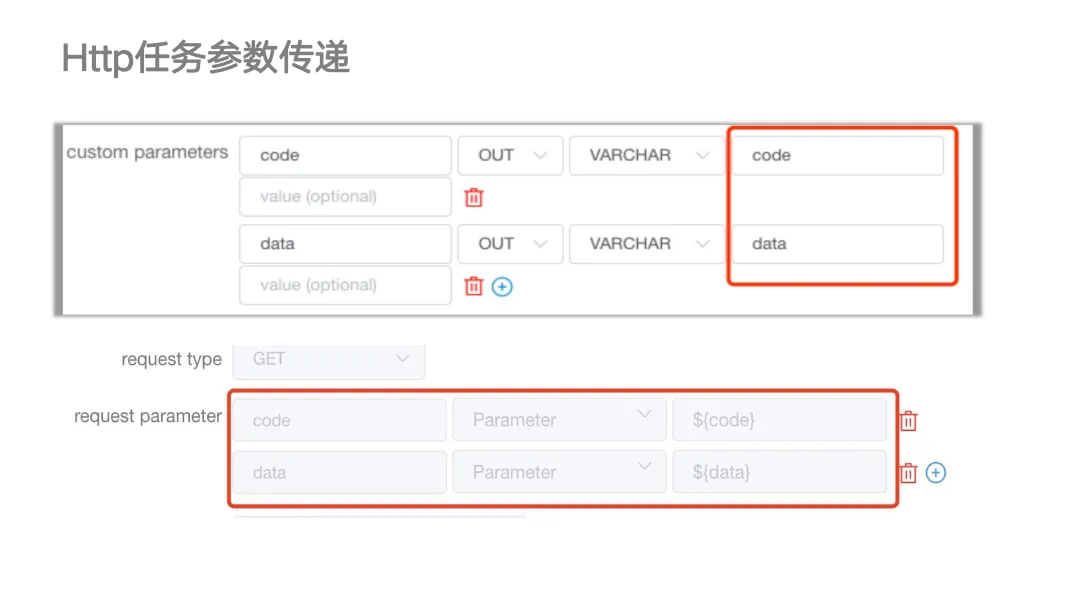 Http任务参数传递
custom parameters code OUT VARCHAR code
value (optional)
data OUT VARCHAR data
value (optional)
request type GET
request parameter code Parameter ${code}
data Parameter ${data}